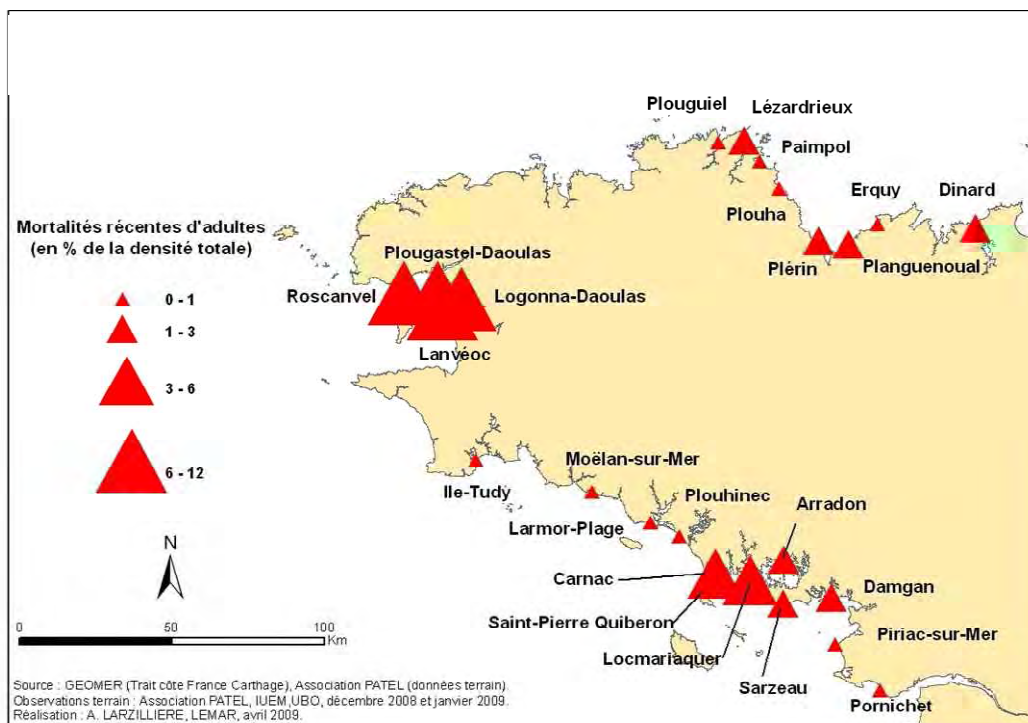 Plouguiel
Lézardrieux
Paimpol
Erquy
Dinard
Plouha
Mortalités récentes d'adultes
(en % de la densité totale)
Plougastel-Daoulas
Plérin
Planguenoual
Roscanvel
Logonna-Daoulas
0 - 1
1 - 3
Lanvéoc
3 - 6
6 - 12
Moëlan-sur-Mer
Ile-Tudy
Plouhinec
Arradon
Larmor-Plage
N
Carnac
Damgan
Saint-Pierre Quiberon
Piriac-sur-Mer
0 50 100
Km
Locmariaquer
Sarzeau
Pornichet
Source : GEOMER (Trait côte France Carthage), Association PATEL (données terrain).
Observations terrain : Association PATEL, IUEM,UBO, décembre 2008 et janvier 2009.
Réalisation : A. LARZILLIERE, LEMAR, avril 2009.